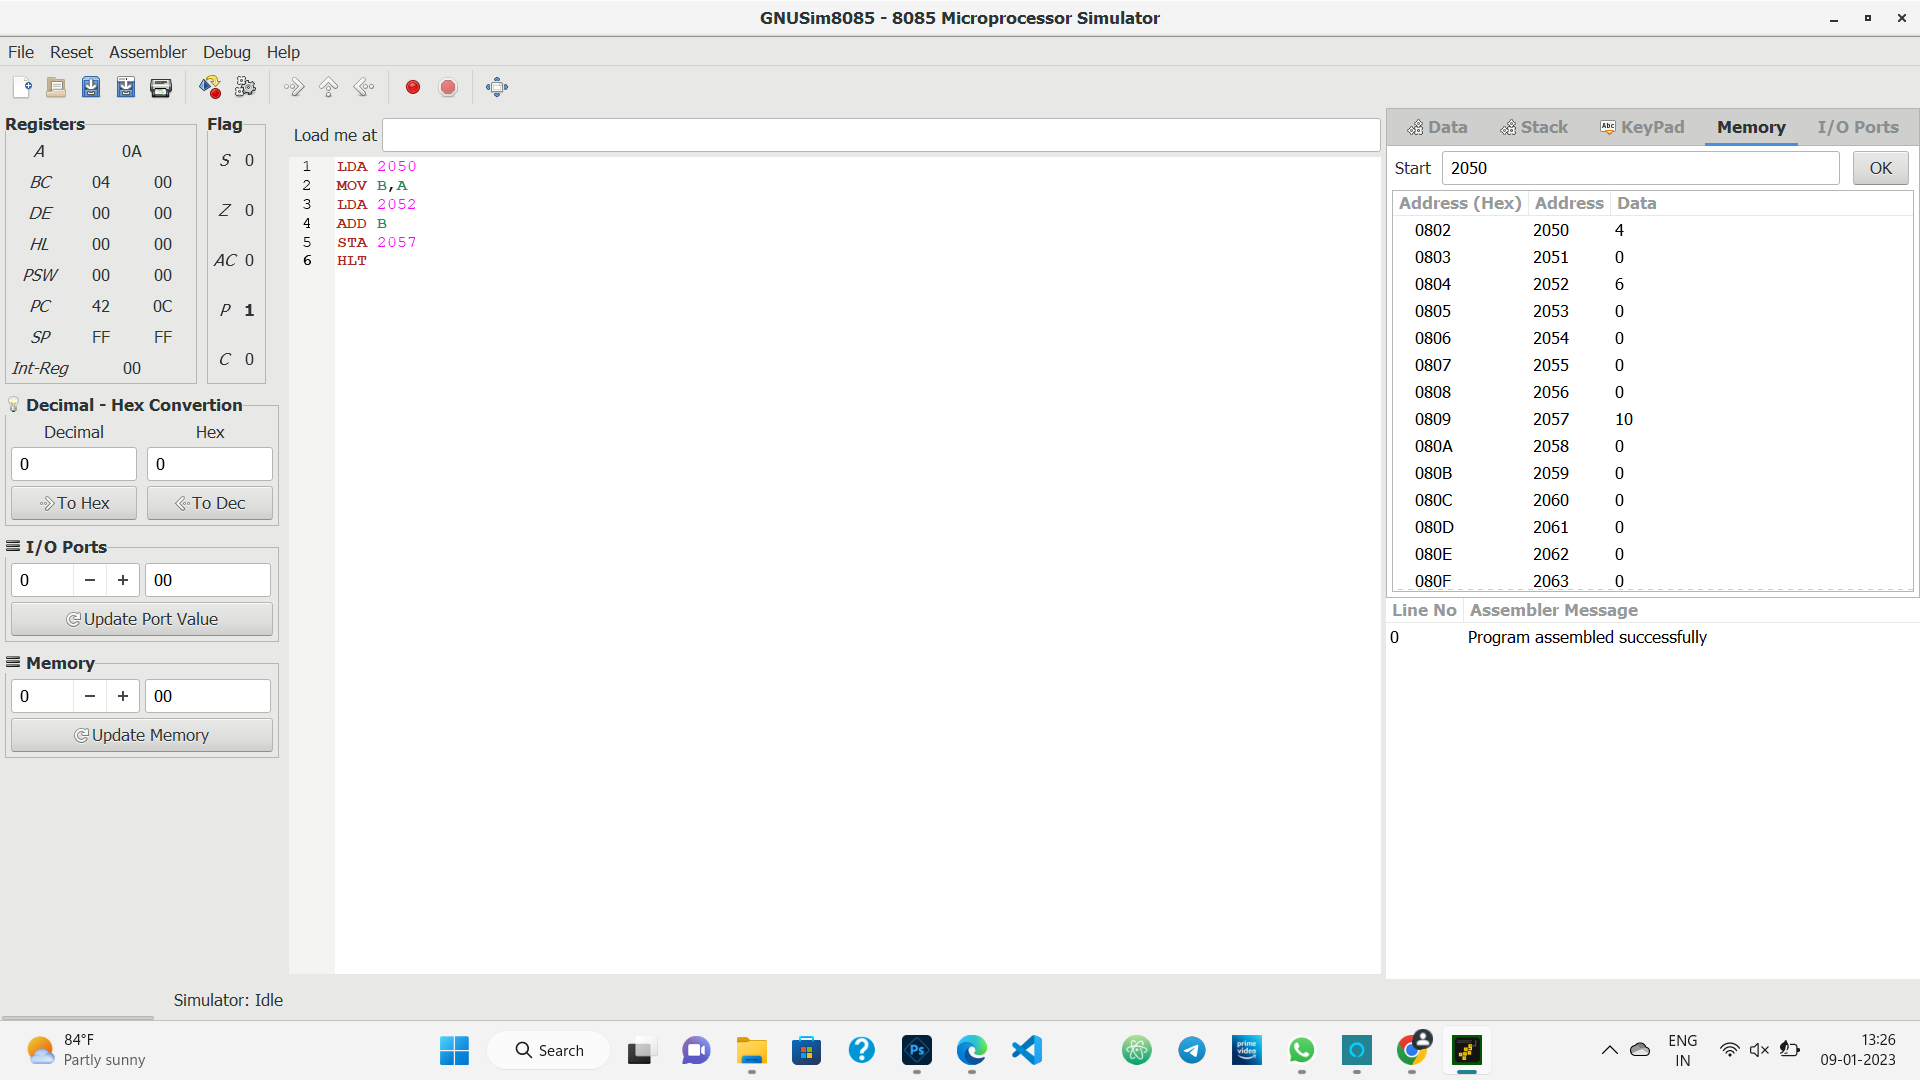 GNUSim8085 - 8085 Microprocessor Simulator
File Reset Assembler Debug Help
Registers
A 0A
BC 04 00
DE 00 00
HL 00 00
PSW 00 00
PC 42 0C
SP FF FF
Int-Reg 00
Flag
S 0
Z 0
AC 0
P 1
C 0
Decimal - Hex Convertion
Decimal Hex
0 0
To Hex To Dec
I/O Ports
0 − + 00
Update Port Value
Memory
0 − + 00
Update Memory
Load me at
1 LDA 2050
2 MOV B,A
3 LDA 2052
4 ADD B
5 STA 2057
6 HLT
Data Stack Abc KeyPad Memory I/O Ports
Start 2050 OK
Address (Hex) Address Data
0802 2050 4
0803 2051 0
0804 2052 6
0805 2053 0
0806 2054 0
0807 2055 0
0808 2056 0
0809 2057 10
080A 2058 0
080B 2059 0
080C 2060 0
080D 2061 0
080E 2062 0
080F 2063 0
Line No Assembler Message
0 Program assembled successfully
Simulator: Idle
84°F
Partly sunny
Search
Ps
prime video
ENG
IN
13:26
09-01-2023